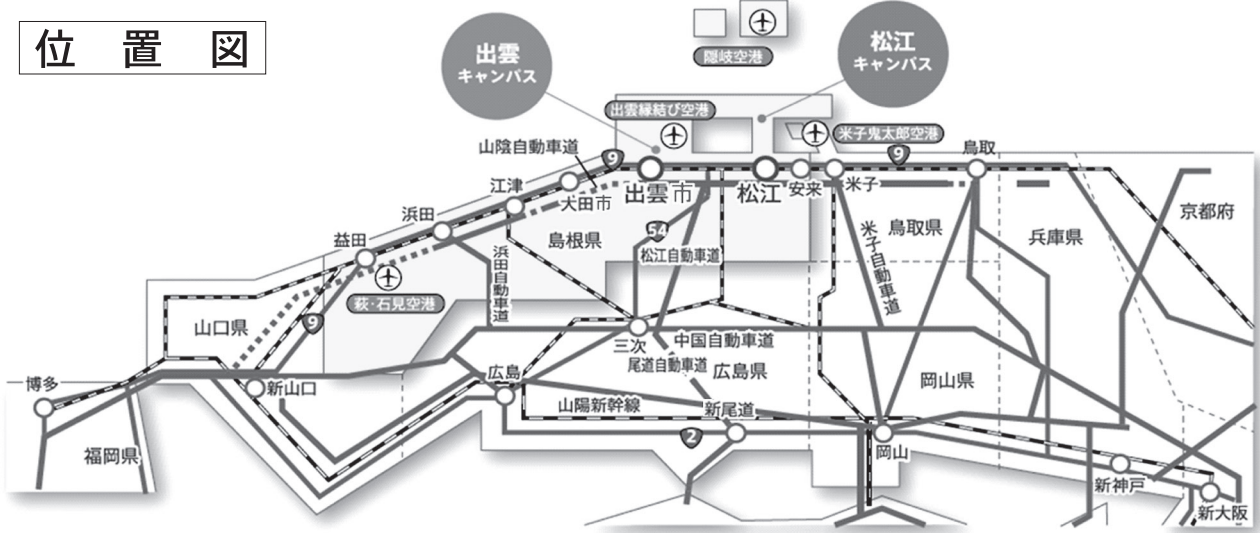 位置図
出雲
キャンパス
松江
キャンパス
隠岐空港
出雲縁結び空港
米子鬼太郎空港
山陰自動車道
9
9
鳥取
江津
大田市
出雲市
松江
安来
米子
浜田
益田
島根県
54
松江自動車道
米子自動車道
鳥取県
兵庫県
京都府
浜田自動車道
萩・石見空港
山口県
9
三次
中国自動車道
尾道自動車道
広島県
岡山県
博多
新山口
広島
山陽新幹線
新尾道
2
岡山
福岡県
新神戸
新大阪